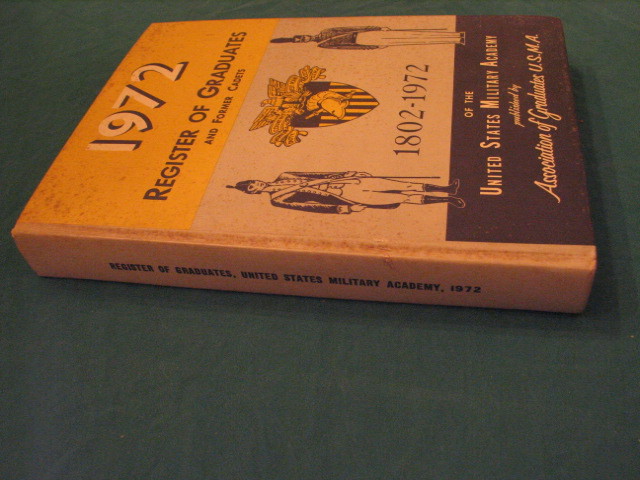 1972
REGISTER OF GRADUATES
AND FORMER CADETS
1802-1972
OF THE
UNITED STATES MILITARY ACADEMY
published by
Association of Graduates U.S.M.A.
REGISTER OF GRADUATES, UNITED STATES MILITARY ACADEMY, 1972